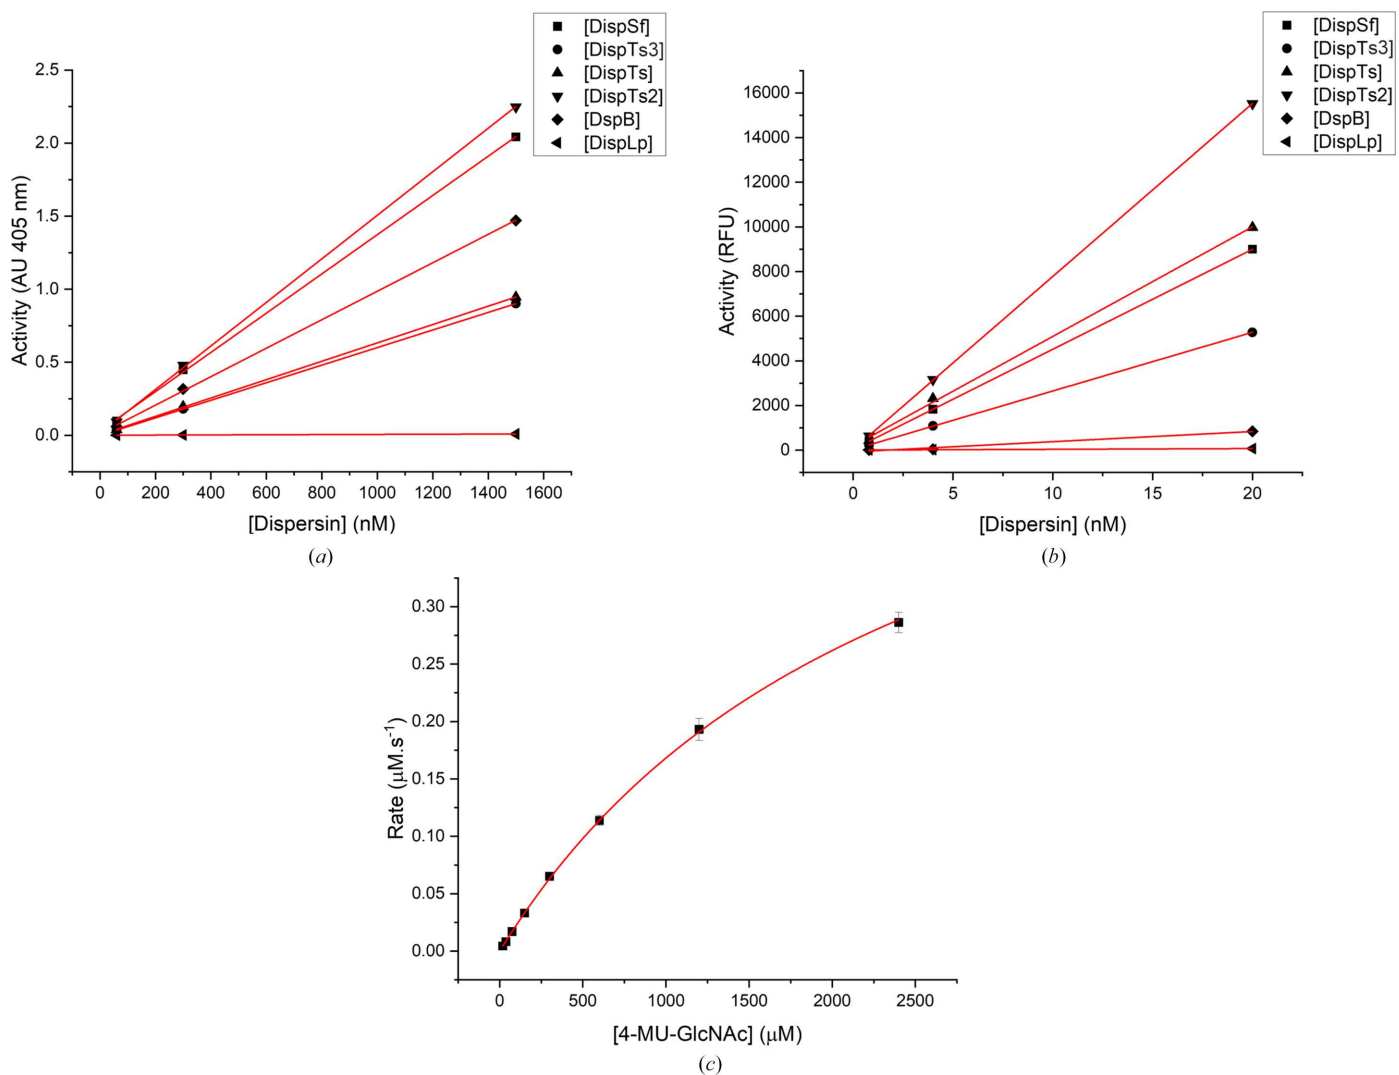 [DispSf]
[DispTs3]
[DispTs]
[DispTs2]
[DspB]
[DispLp]
2.5
2.0
1.5
1.0
0.5
0.0
Activity (AU 405 nm)
0 200 400 600 800 1000 1200 1400 1600
[Dispersin] (nM)
(a)
[DispSf]
[DispTs3]
[DispTs]
[DispTs2]
[DspB]
[DispLp]
16000
14000
12000
10000
8000
6000
4000
2000
0
Activity (RFU)
0 5 10 15 20
[Dispersin] (nM)
(b)
0.30
0.25
0.20
0.15
0.10
0.05
0.00
Rate (μM.s⁻¹)
0 500 1000 1500 2000 2500
[4-MU-GlcNAc] (μM)
(c)